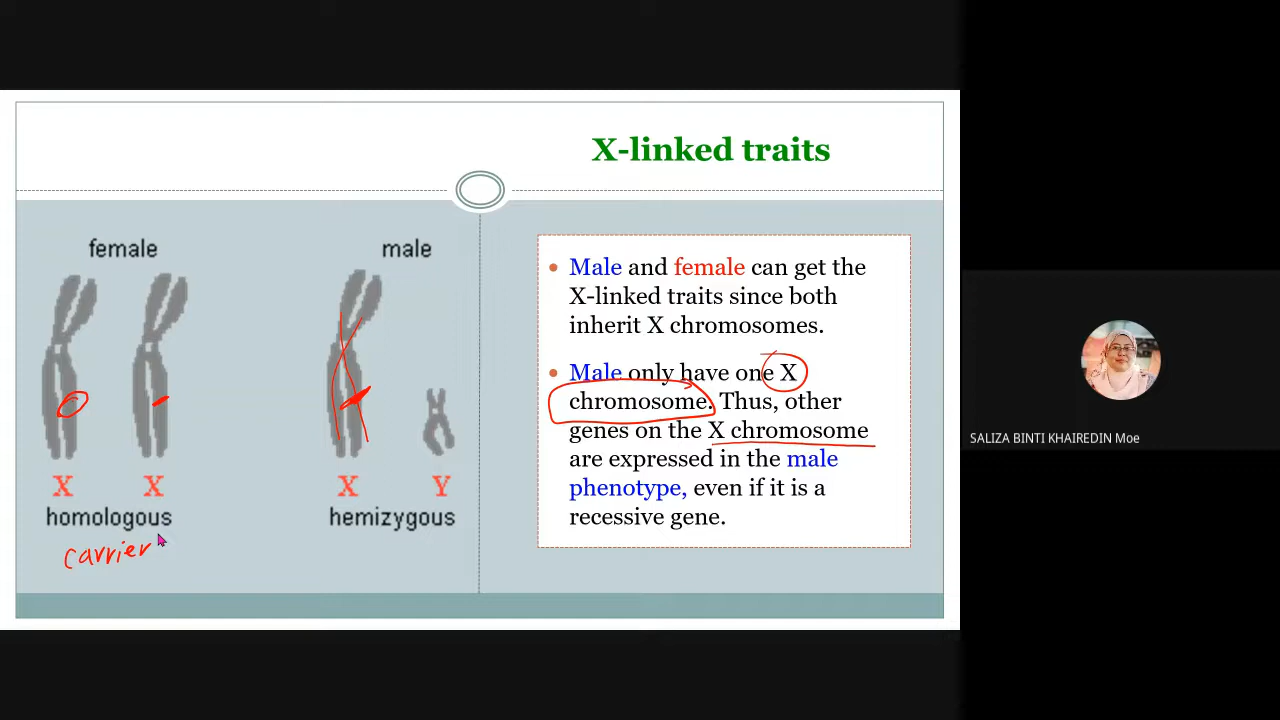 X-linked traits
female
male
X
X
X
Y
homologous
hemizygous
carrier
Male and female can get the
X-linked traits since both
inherit X chromosomes.
Male only have one X
chromosome. Thus, other
genes on the X chromosome
are expressed in the male
phenotype, even if it is a
recessive gene.
SALIZA BINTI KHAIREDIN Moe